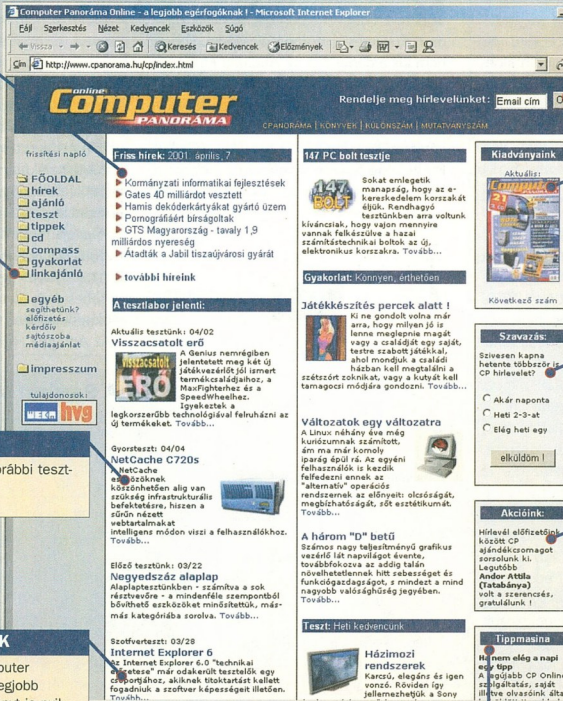 Computer Panoráma Online - a legjobb egérfogóknak ! - Microsoft Internet Explorer
Fájl Szerkesztés Nézet Kedvencek Eszközök Súgó
Vissza Keresés Kedvencek Előzmények
Cím http://www.cpanorama.hu/cp/index.html
online
Computer
PANORÁMA
Rendelje meg hírlevelünket: Email cím
CPANORÁMA | KÖNYVEK | KÜLÖNSZÁM | MUTATVÁNYSZÁM
frissítési napló
FŐOLDAL
hírek
ajánló
teszt
tippek
cd
compass
gyakorlat
linkajánló
egyéb
segíthetünk?
előfizetés
kérdőív
sajtószoba
médiaajánlat
impresszum
tulajdonosok:
hvg
Friss hírek: 2001. április, 7
Kormányzati informatikai fejlesztések
Gates 40 milliárdot vesztett
Hamis dekóderkártyákat gyártó üzem
Pornográfiáért bírságoltak
GTS Magyarország - tavaly 1,9
milliárdos nyereség
Átadták a Jabil tiszaújvárosi gyárát
további híreink
A tesztlabor jelenti:
Aktuális tesztünk: 04/02
Visszacsatolt erő
Visszacsatolt
ERŐ
A Genius nemrégiben
jelentetett meg két új
játékvezérlőt jól ismert
termékcsaládjaihoz, a
MaxFighterhez és a
SpeedWheelhez.
Igyekeztek a
legkorszerűbb technológiával felruházni az
új termékeket. Tovább...
Gyorsteszt: 04/04
NetCache C720s
NetCache
eszközöknek
köszönhetően alig van
szükség infrastrukturális
befektetésre, hiszen a
sűrűn nézett
webtartalmakat
intelligens módon viszi a felhasználókhoz.
Tovább...
Előző tesztünk: 03/22
Negyedszáz alaplap
Alaplaptesztünkben - számítva a sok
résztvevőre - a mindenféle szempontból
bővíthető eszközöket minősítettük, más-
más kategóriába sorolva. Tovább...
Szoftverteszt: 03/28
Internet Explorer 6
Az Internet Explorer 6.0 "technikai
előzetese" már odakerült tesztelők egy
csoportjához, akiknek titoktartást kellett
fogadniuk a szoftver képességeit illetően.
Tovább...
147 PC bolt tesztje
147
BOLT
Sokat emlegetik
manapság, hogy az e-
kereskedelem korszakát
éljük. Rendhagyó
tesztünkben arra voltunk
kíváncsiak, hogy vajon mennyire
vannak felkészülve a hazai
számítástechnikai boltok az új,
elektronikus korszakra. Tovább...
Gyakorlat: Könnyen, érthetően
Játékkészítés percek alatt !
Ki ne gondolt volna már
arra, hogy milyen jó is
lenne meglepnie magát
vagy a családját egy saját,
testre szabott játékkal,
ahol mondjuk a családi
házban kell megtalálni a
szétszórt zoknikat, vagy a kutyát kell
tamagocsi módjára gondozni. Tovább...
Változatok egy változatra
A Linux néhány éve még
kuriózumnak számított,
ám ma már komoly
iparág épül rá. Az egyéni
felhasználók is kezdik
felfedezni ennek az
"alternatív" operációs
rendszernek az előnyeit: olcsóságát,
megbízhatóságát, sőt esztétikumát.
Tovább...
A három "D" betű
Számos nagy teljesítményű grafikus
vezérlő lát napvilágot évente,
továbbfokozva az addig talán
növelhetetlennek hitt sebességet és
funkciógazdagságot, s mindezt a mind
nagyobb valósághűség jegyében.
Tovább...
Teszt: Heti kedvencünk
Házimozi
rendszerek
Karcsú, elegáns és igen
vonzó. Röviden így
jellemezhetjük a Sony
Kiadványaink
Aktuális:
Következő szám
Szavazás:
Szívesen kapna
hetente többször is
CP hírlevelet?
Akár naponta
Heti 2-3-at
Elég heti egy
elküldöm !
Akcióink:
Hírlevél előfizetőink
között CP
ajándékcsomagot
sorsolunk ki.
Legutóbb
Andor Attila
(Tatabánya)
volt a szerencsés,
gratulálunk !
Tippmasina
Ha nem elég a napi
egy tipp
A legújabb CP Online
szolgáltatás, saját
illetve olvasóink által
orábbi teszt-
K
puter
egjobb